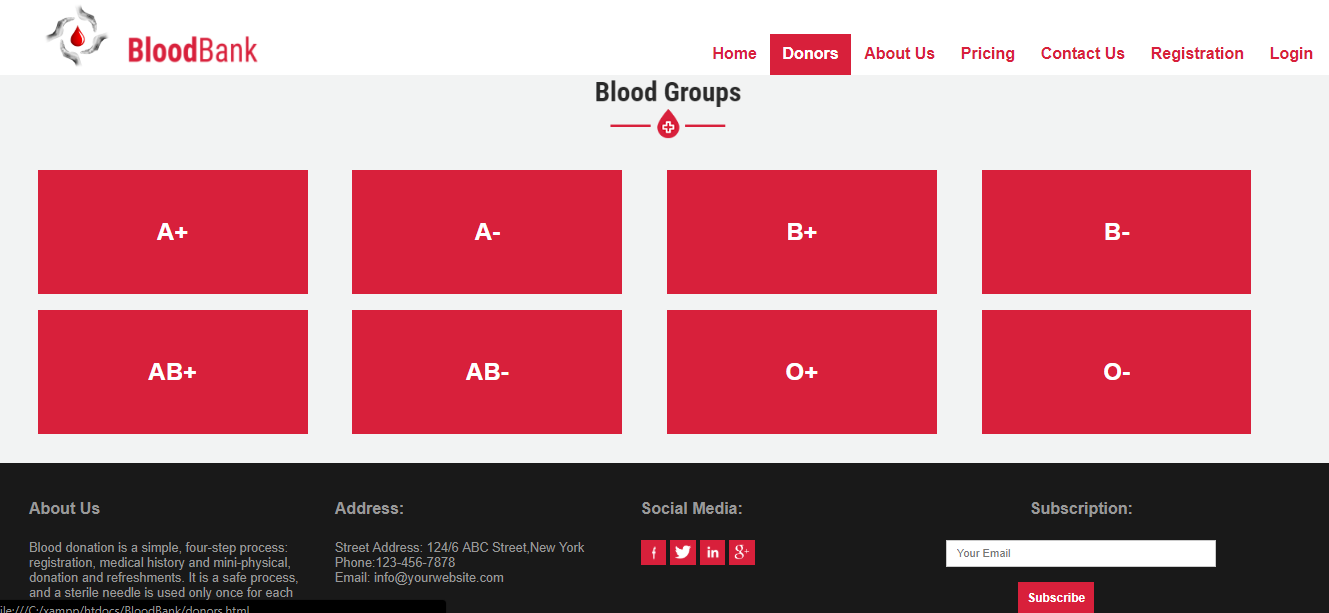 BloodBank
Home Donors About Us Pricing Contact Us Registration Login
Blood Groups
A+ A- B+ B-
AB+ AB- O+ O-
About Us
Blood donation is a simple, four-step process:
registration, medical history and mini-physical,
donation and refreshments. It is a safe process,
and a sterile needle is used only once for each
Address:
Street Address: 124/6 ABC Street,New York
Phone:123-456-7878
Email: info@yourwebsite.com
Social Media:
f in g+
Subscription:
Your Email
Subscribe
ile:///C:/xampp/htdocs/BloodBank/donors.html